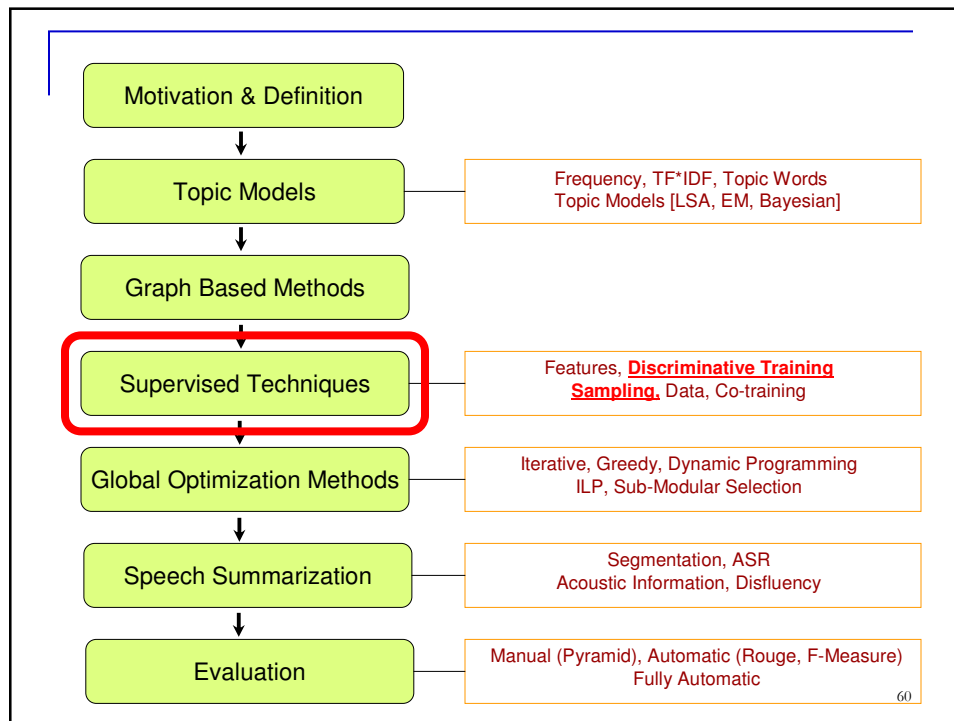 Motivation & Definition
Topic Models
Frequency, TF*IDF, Topic Words
Topic Models [LSA, EM, Bayesian]
Graph Based Methods
Supervised Techniques
Features, Discriminative Training
Sampling, Data, Co-training
Global Optimization Methods
Iterative, Greedy, Dynamic Programming
ILP, Sub-Modular Selection
Speech Summarization
Segmentation, ASR
Acoustic Information, Disfluency
Evaluation
Manual (Pyramid), Automatic (Rouge, F-Measure)
Fully Automatic
60